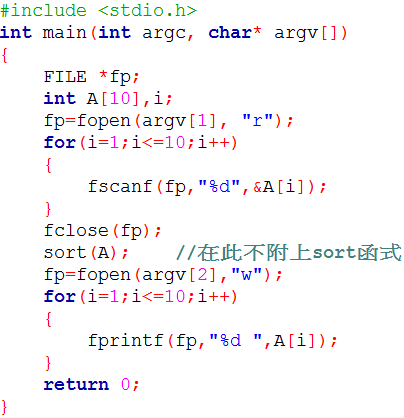 #include <stdio.h>
int main(int argc, char* argv[])
{
    FILE *fp;
    int A[10],i;
    fp=fopen(argv[1], "r");
    for(i=1;i<=10;i++)
    {
        fscanf(fp,"%d",&A[i]);
    }
    fclose(fp);
    sort(A);    //在此不附上sort函式
    fp=fopen(argv[2],"w");
    for(i=1;i<=10;i++)
    {
        fprintf(fp,"%d ",A[i]);
    }
    return 0;
}